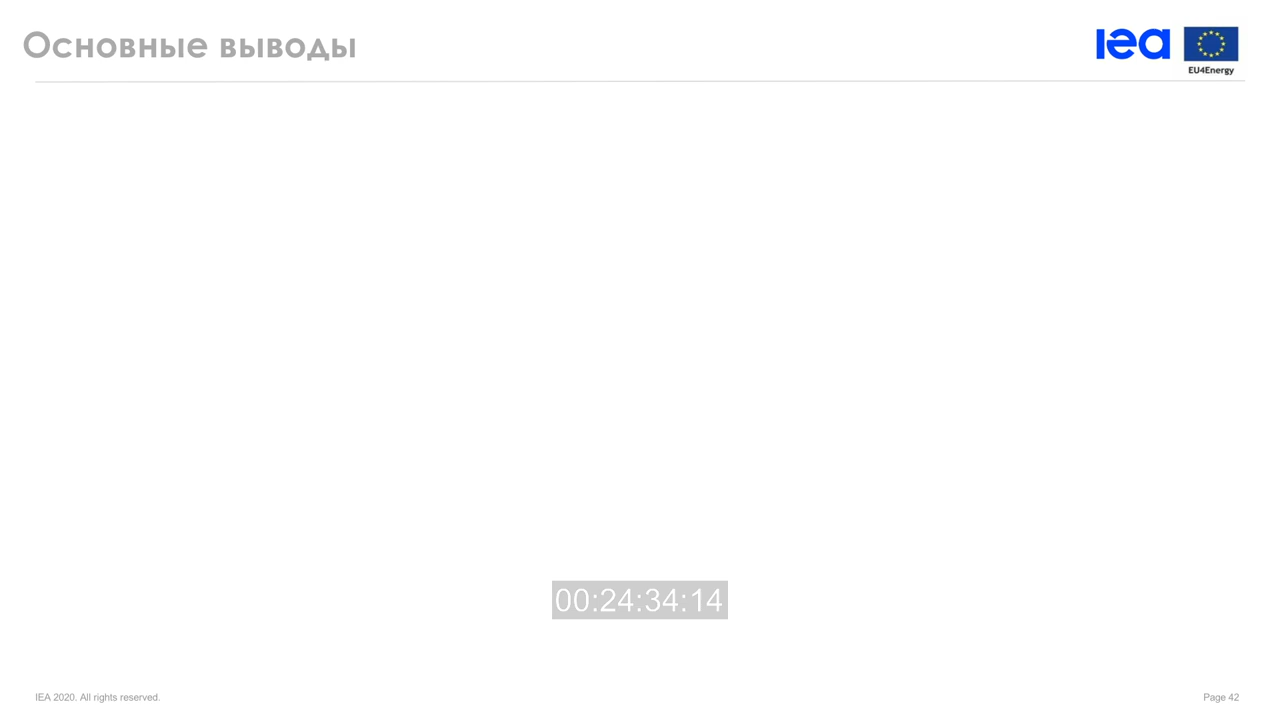 Основные выводы
iea
EU4Energy
00:24:34:14
IEA 2020. All rights reserved.
Page 42